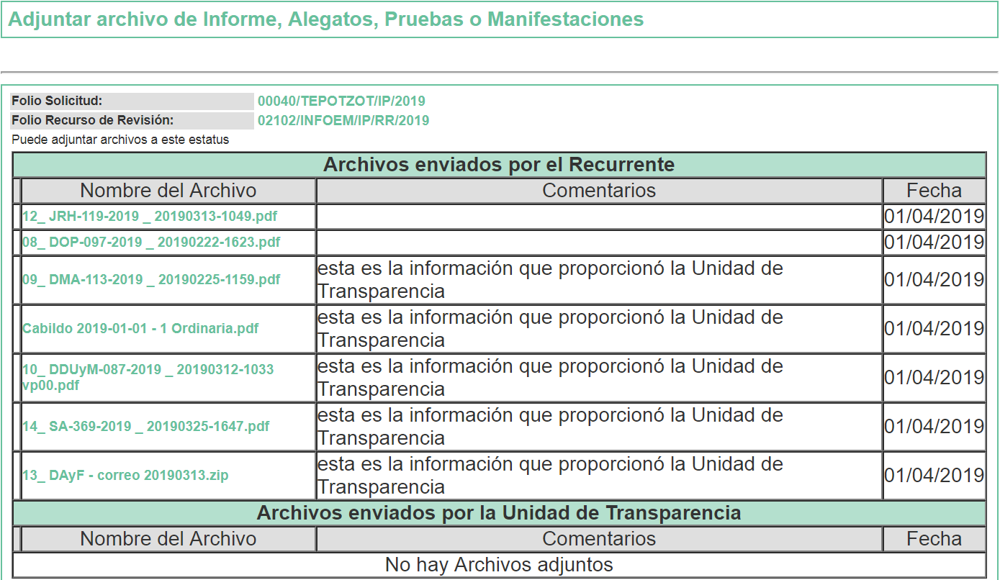 Adjuntar archivo de Informe, Alegatos, Pruebas o Manifestaciones
Folio Solicitud: 00040/TEPOTZOT/IP/2019
Folio Recurso de Revisión: 02102/INFOEM/IP/RR/2019
Puede adjuntar archivos a este estatus
Archivos enviados por el Recurrente
Nombre del Archivo Comentarios Fecha
12_ JRH-119-2019 _ 20190313-1049.pdf 01/04/2019
08_ DOP-097-2019 _ 20190222-1623.pdf 01/04/2019
09_ DMA-113-2019 _ 20190225-1159.pdf esta es la información que proporcionó la Unidad de
Transparencia 01/04/2019
Cabildo 2019-01-01 - 1 Ordinaria.pdf esta es la información que proporcionó la Unidad de
Transparencia 01/04/2019
10_ DDUyM-087-2019 _ 20190312-1033
vp00.pdf esta es la información que proporcionó la Unidad de
Transparencia 01/04/2019
14_ SA-369-2019 _ 20190325-1647.pdf esta es la información que proporcionó la Unidad de
Transparencia 01/04/2019
13_ DAyF - correo 20190313.zip esta es la información que proporcionó la Unidad de
Transparencia 01/04/2019
Archivos enviados por la Unidad de Transparencia
Nombre del Archivo Comentarios Fecha
No hay Archivos adjuntos